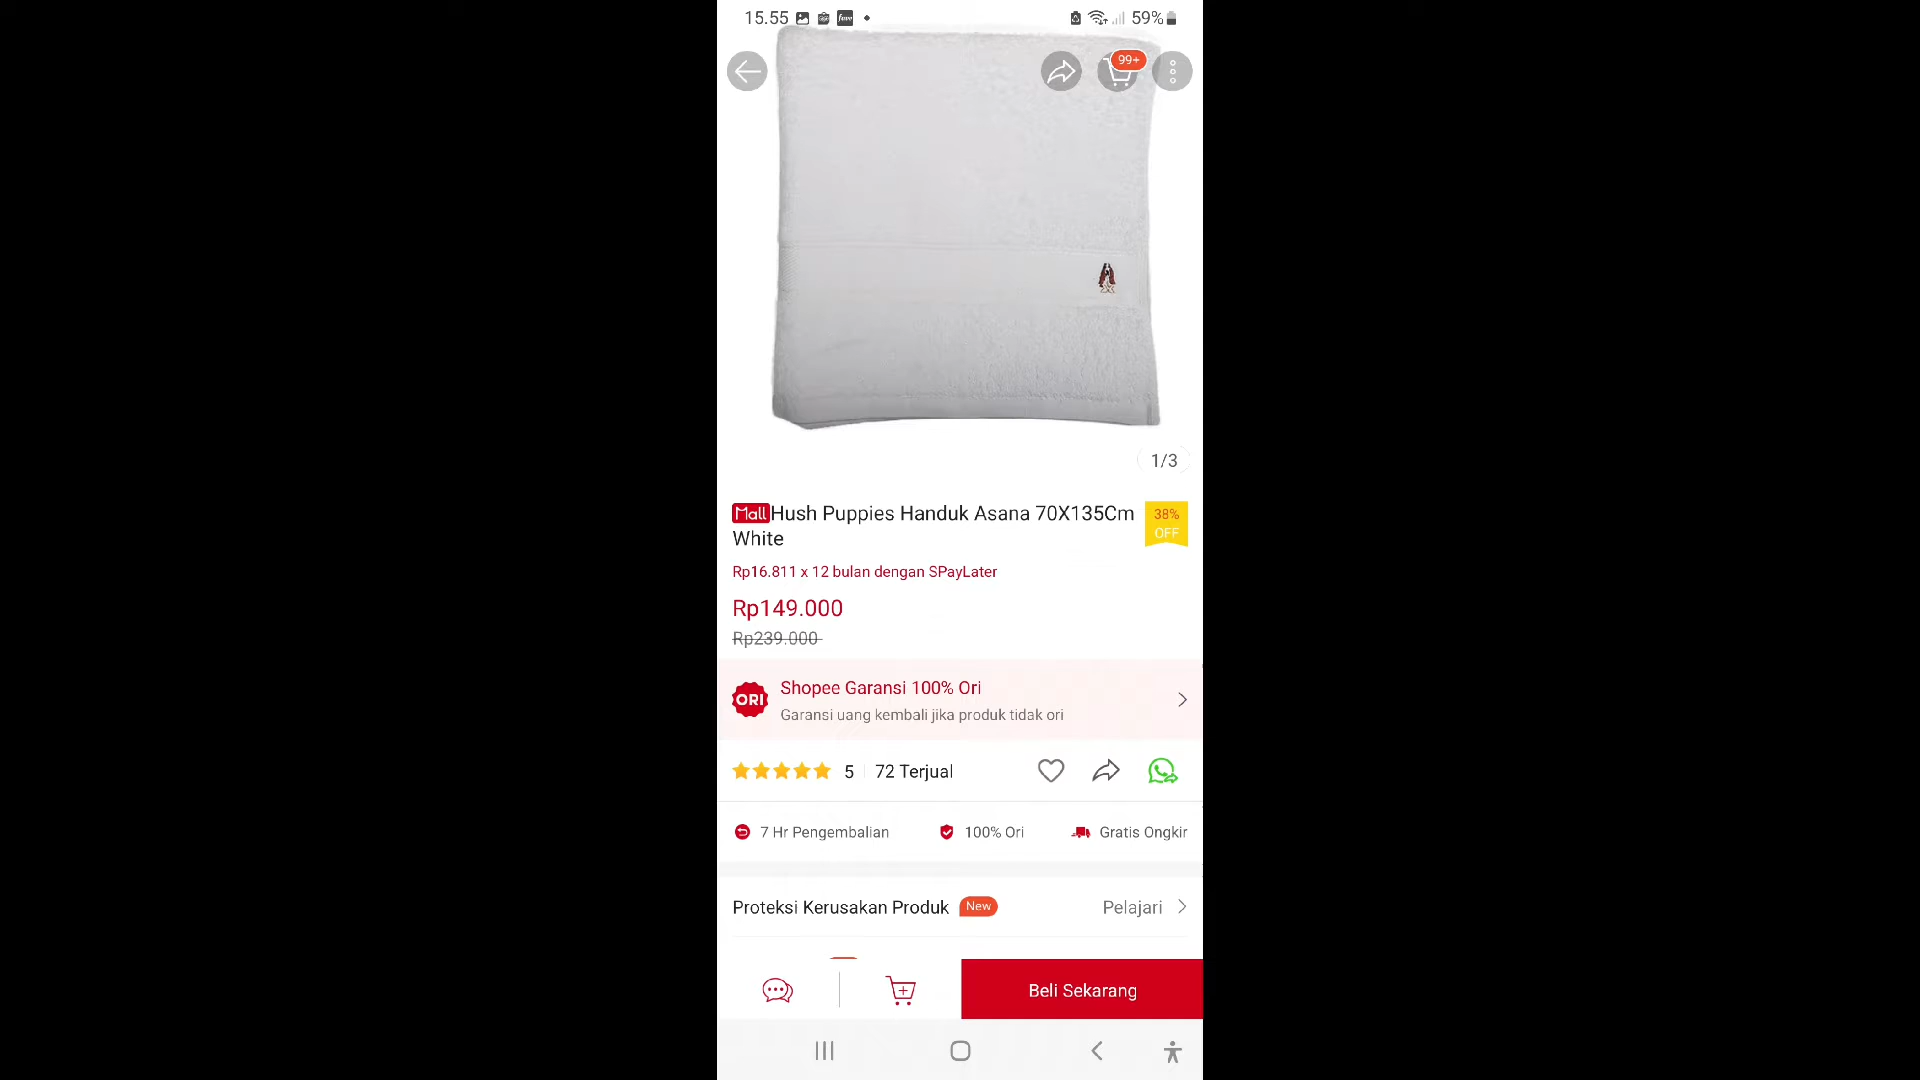 15.55
59%
99+
1/3
Mall Hush Puppies Handuk Asana 70X135Cm
White
38%
OFF
Rp16.811 x 12 bulan dengan SPayLater
Rp149.000
Rp239.000
ORI
Shopee Garansi 100% Ori
Garansi uang kembali jika produk tidak ori
5
72 Terjual
7 Hr Pengembalian
100% Ori
Gratis Ongkir
Proteksi Kerusakan Produk New
Pelajari
Beli Sekarang